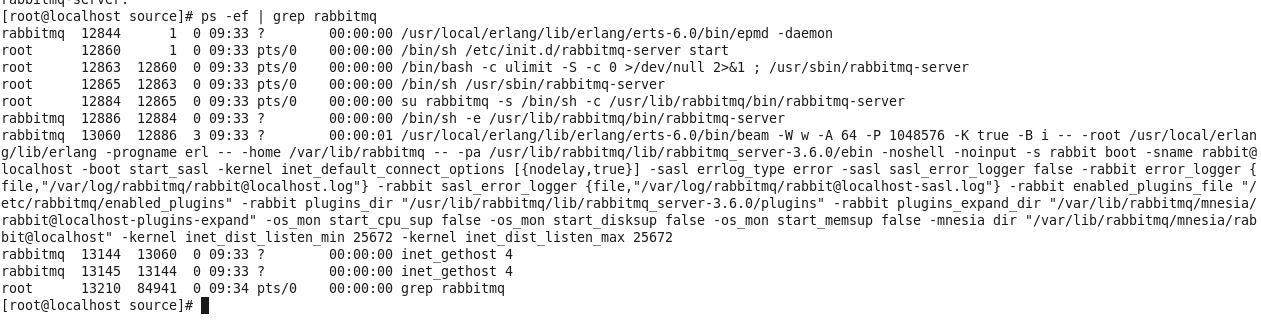 rabbitmq-server.
[root@localhost source]# ps -ef | grep rabbitmq
rabbitmq  12844      1  0 09:33 ?        00:00:00 /usr/local/erlang/lib/erlang/erts-6.0/bin/epmd -daemon
root      12860      1  0 09:33 pts/0    00:00:00 /bin/sh /etc/init.d/rabbitmq-server start
root      12863  12860  0 09:33 pts/0    00:00:00 /bin/bash -c ulimit -S -c 0 >/dev/null 2>&1 ; /usr/sbin/rabbitmq-server
root      12865  12863  0 09:33 pts/0    00:00:00 /bin/sh /usr/sbin/rabbitmq-server
root      12884  12865  0 09:33 pts/0    00:00:00 su rabbitmq -s /bin/sh -c /usr/lib/rabbitmq/bin/rabbitmq-server
rabbitmq  12886  12884  0 09:33 ?        00:00:00 /bin/sh -e /usr/lib/rabbitmq/bin/rabbitmq-server
rabbitmq  13060  12886  3 09:33 ?        00:00:01 /usr/local/erlang/lib/erlang/erts-6.0/bin/beam -W w -A 64 -P 1048576 -K true -B i -- -root /usr/local/erlan
g/lib/erlang -progname erl -- -home /var/lib/rabbitmq -- -pa /usr/lib/rabbitmq/lib/rabbitmq_server-3.6.0/ebin -noshell -noinput -s rabbit boot -sname rabbit@
localhost -boot start_sasl -kernel inet_default_connect_options [{nodelay,true}] -sasl errlog_type error -sasl sasl_error_logger false -rabbit error_logger {
file,"/var/log/rabbitmq/rabbit@localhost.log"} -rabbit sasl_error_logger {file,"/var/log/rabbitmq/rabbit@localhost-sasl.log"} -rabbit enabled_plugins_file "/
etc/rabbitmq/enabled_plugins" -rabbit plugins_dir "/usr/lib/rabbitmq/lib/rabbitmq_server-3.6.0/plugins" -rabbit plugins_expand_dir "/var/lib/rabbitmq/mnesia/
rabbit@localhost-plugins-expand" -os_mon start_cpu_sup false -os_mon start_disksup false -os_mon start_memsup false -mnesia dir "/var/lib/rabbitmq/mnesia/rab
bit@localhost" -kernel inet_dist_listen_min 25672 -kernel inet_dist_listen_max 25672
rabbitmq  13144  13060  0 09:33 ?        00:00:00 inet_gethost 4
rabbitmq  13145  13144  0 09:33 ?        00:00:00 inet_gethost 4
root      13210  84941  0 09:34 pts/0    00:00:00 grep rabbitmq
[root@localhost source]#